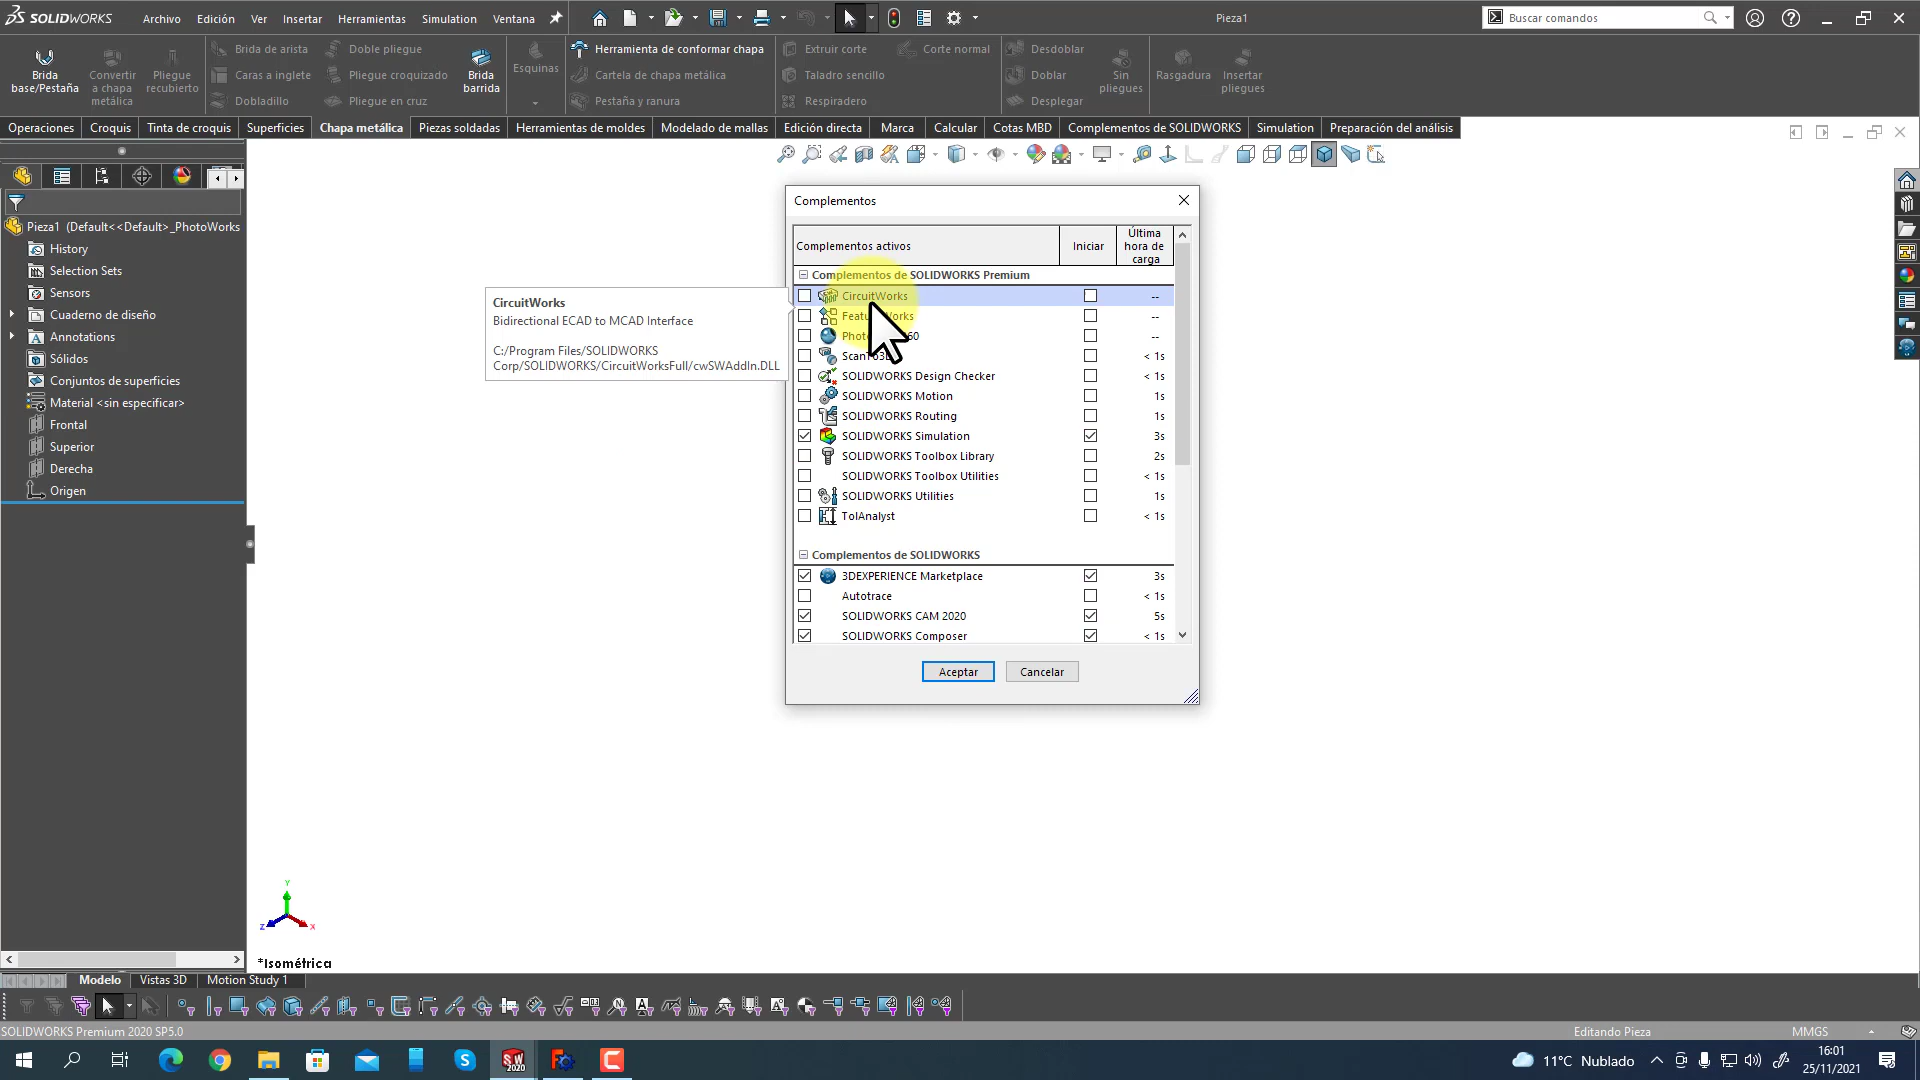 SOLIDWORKS
Archivo Edición Ver Insertar Herramientas Simulation Ventana
Pieza1
Buscar comandos
Brida base/Pestaña
Convertir a chapa metálica
Pliegue recubierto
Brida de arista
Caras a inglete
Dobladillo
Doble pliegue
Pliegue croquizado
Pliegue en cruz
Brida barrida
Esquinas
Herramienta de conformar chapa
Cartela de chapa metálica
Pestaña y ranura
Extruir corte
Taladro sencillo
Respiradero
Corte normal
Desdoblar
Doblar
Desplegar
Sin pliegues
Rasgadura
Insertar pliegues
Operaciones Croquis Tinta de croquis Superficies Chapa metálica Piezas soldadas Herramientas de moldes Modelado de mallas Edición directa Marca Calcular Cotas MBD Complementos de SOLIDWORKS Simulation Preparación del análisis
Pieza1 (Default<<Default>_PhotoWorks
History
Selection Sets
Sensors
Cuaderno de diseño
Annotations
Sólidos
Conjuntos de superficies
Material <sin especificar>
Frontal
Superior
Derecha
Origen
Complementos
Complementos activos Iniciar Última hora de carga
Complementos de SOLIDWORKS Premium
CircuitWorks --
--
--
< 1s
SOLIDWORKS Design Checker < 1s
SOLIDWORKS Motion 1s
SOLIDWORKS Routing 1s
SOLIDWORKS Simulation 3s
SOLIDWORKS Toolbox Library 2s
SOLIDWORKS Toolbox Utilities < 1s
SOLIDWORKS Utilities 1s
TolAnalyst < 1s
Complementos de SOLIDWORKS
3DEXPERIENCE Marketplace 3s
Autotrace < 1s
SOLIDWORKS CAM 2020 5s
SOLIDWORKS Composer < 1s
Aceptar Cancelar
CircuitWorks
Bidirectional ECAD to MCAD Interface
C:/Program Files/SOLIDWORKS
Corp/SOLIDWORKS/CircuitWorksFull/cwSWAddIn.DLL
Y
Z X
*Isométrica
Modelo Vistas 3D Motion Study 1
SOLIDWORKS Premium 2020 SP5.0
Editando Pieza
MMGS
11°C Nublado
16:01
25/11/2021